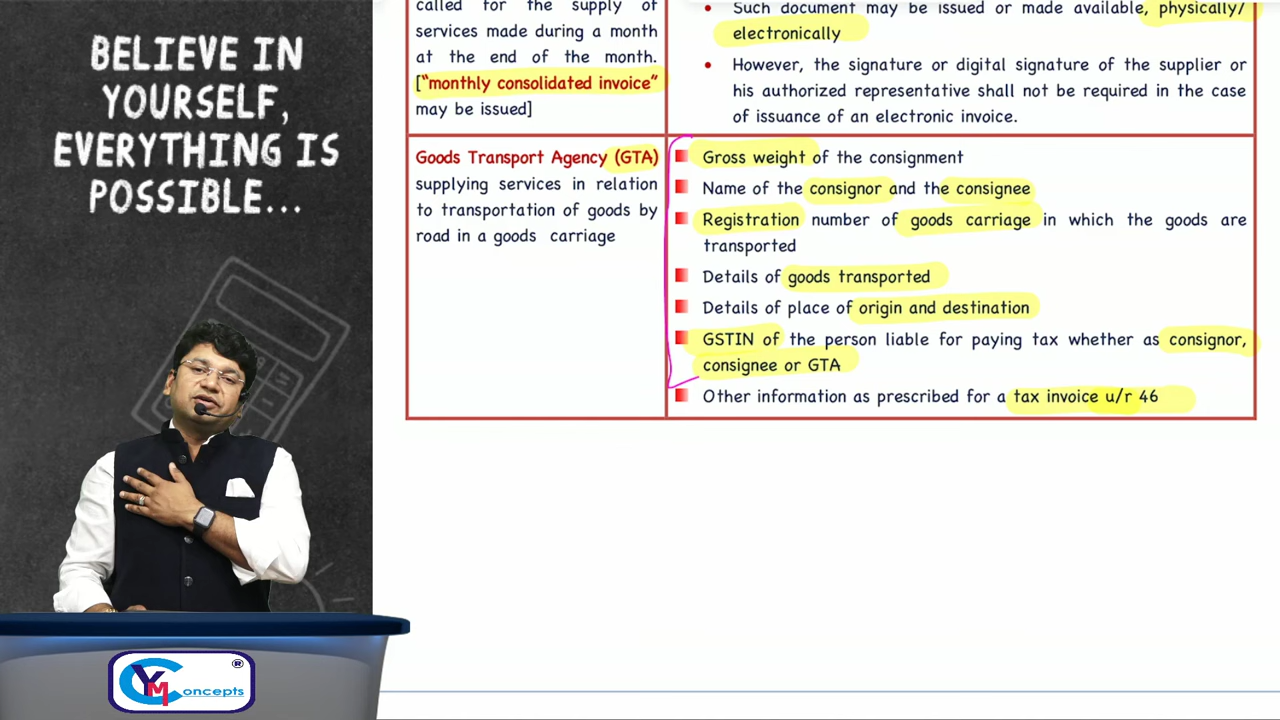 BELIEVE IN
YOURSELF,
EVERYTHING IS
POSSIBLE...
called for the supply of
services made during a month
at the end of the month.
["monthly consolidated invoice"
may be issued]
Such document may be issued or made available, physically/
electronically
However, the signature or digital signature of the supplier or
his authorized representative shall not be required in the case
of issuance of an electronic invoice.
Goods Transport Agency (GTA)
supplying services in relation
to transportation of goods by
road in a goods carriage
Gross weight of the consignment
Name of the consignor and the consignee
Registration number of goods carriage in which the goods are
transported
Details of goods transported
Details of place of origin and destination
GSTIN of the person liable for paying tax whether as consignor,
consignee or GTA
Other information as prescribed for a tax invoice u/r 46
YM Concepts ®